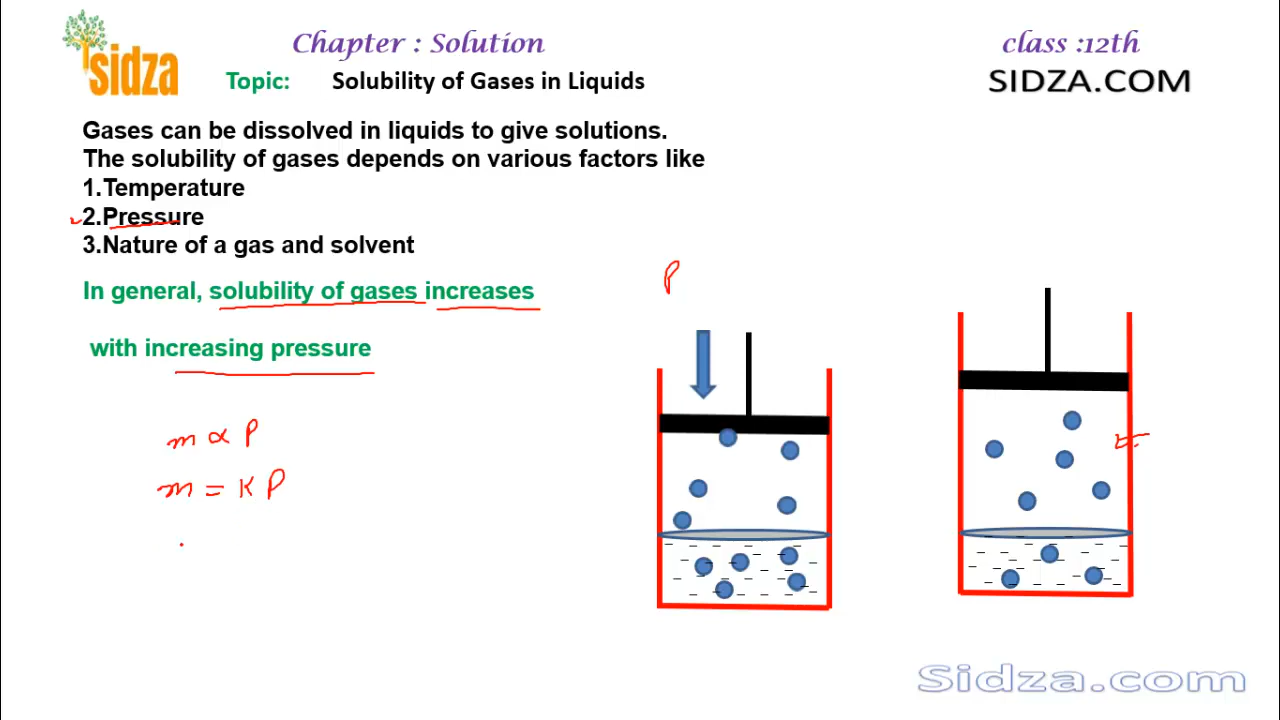 sidza
Chapter : Solution
class :12th
Topic: Solubility of Gases in Liquids
SIDZA.COM
Gases can be dissolved in liquids to give solutions.
The solubility of gases depends on various factors like
1.Temperature
2.Pressure
3.Nature of a gas and solvent
In general, solubility of gases increases
with increasing pressure
P
m ∝ P
m = K P
Sidza.com